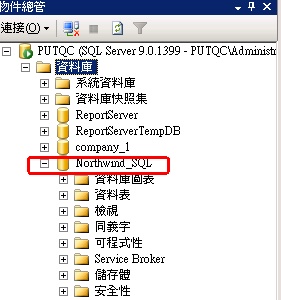 物件總管
連接(O)
PUTQC (SQL Server 9.0.1399 - PUTQC\Administr
資料庫
系統資料庫
資料庫快照集
ReportServer
ReportServerTempDB
company_1
Northwind_SQL
資料庫圖表
資料表
檢視
同義字
可程式性
Service Broker
儲存體
安全性